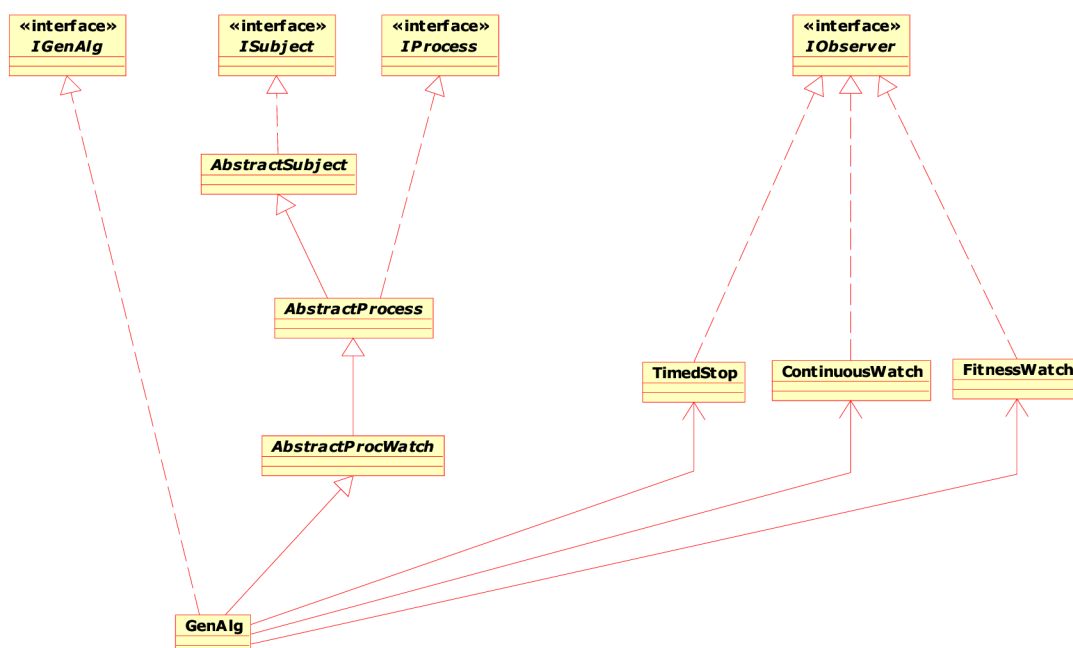 «interface»
IGenAlg
«interface»
ISubject
«interface»
IProcess
«interface»
IObserver
AbstractSubject
AbstractProcess
TimedStop
ContinuousWatch
FitnessWatch
AbstractProcWatch
GenAlg